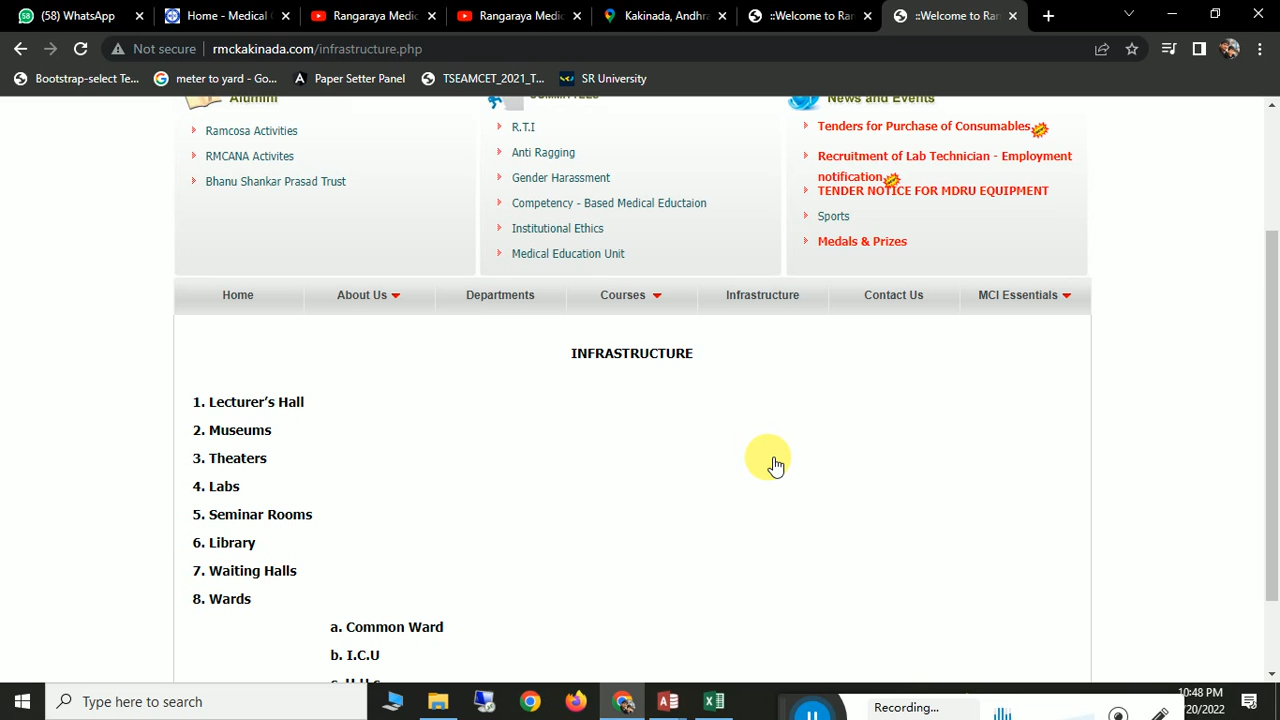 (58) WhatsApp
Home - Medical C
Rangaraya Medic
Rangaraya Medic
Kakinada, Andhra
::Welcome to Ran
::Welcome to Ran
Not secure
rmckakinada.com/infrastructure.php
Bootstrap-select Te...
meter to yard - Go...
Paper Setter Panel
TSEAMCET_2021_T...
SR University
Alumini
News and Events
Ramcosa Activities
RMCANA Activites
Bhanu Shankar Prasad Trust
R.T.I
Anti Ragging
Gender Harassment
Competency - Based Medical Eductaion
Institutional Ethics
Medical Education Unit
Tenders for Purchase of Consumables
Recruitment of Lab Technician - Employment
notification
TENDER NOTICE FOR MDRU EQUIPMENT
Sports
Medals & Prizes
Home
About Us
Departments
Courses
Infrastructure
Contact Us
MCI Essentials
INFRASTRUCTURE
1. Lecturer’s Hall
2. Museums
3. Theaters
4. Labs
5. Seminar Rooms
6. Library
7. Waiting Halls
8. Wards
a. Common Ward
b. I.C.U
Type here to search
Recording...
10:48 PM
/20/2022